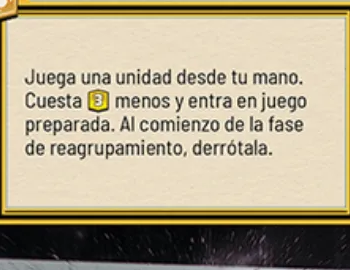 Juega una unidad desde tu mano.
Cuesta 3 menos y entra en juego
preparada. Al comienzo de la fase
de reagrupamiento, derrótala.